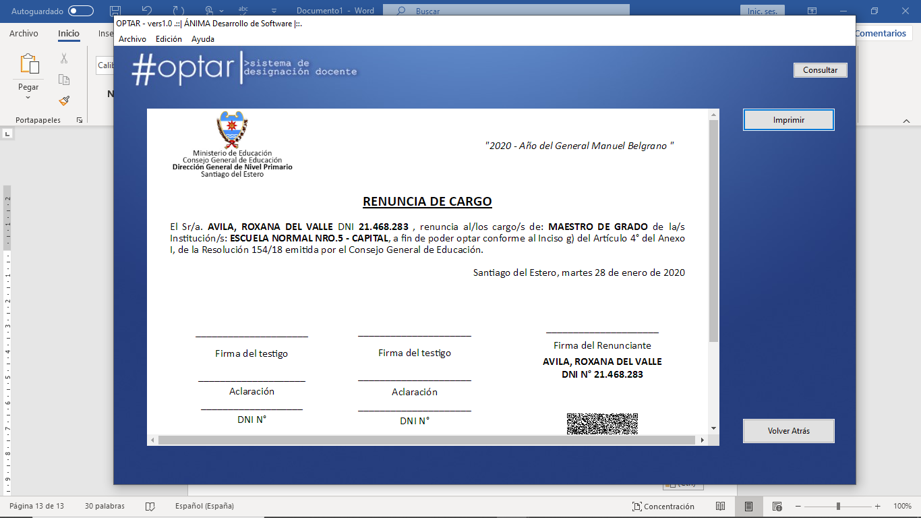 Autoguardado
Documento1 - Word
Buscar
Inic. ses.
OPTAR - vers1.0 .::| ÁNIMA Desarrollo de Software |::.
Archivo
Inicio
Inse
Comentarios
Archivo Edición Ayuda
#optar|>sistema de
designación docente
Consultar
Pegar
Calib
N
Portapapeles
Imprimir
Ministerio de Educación
Consejo General de Educación
Dirección General de Nivel Primario
Santiago del Estero
"2020 - Año del General Manuel Belgrano "
RENUNCIA DE CARGO
El Sr/a. AVILA, ROXANA DEL VALLE DNI 21.468.283 , renuncia al/los cargo/s de: MAESTRO DE GRADO de la/s
Institución/s: ESCUELA NORMAL NRO.5 - CAPITAL, a fin de poder optar conforme al Inciso g) del Artículo 4° del Anexo
I, de la Resolución 154/18 emitida por el Consejo General de Educación.
Santiago del Estero, martes 28 de enero de 2020
Firma del testigo
Firma del testigo
Firma del Renunciante
AVILA, ROXANA DEL VALLE
DNI N° 21.468.283
Aclaración
Aclaración
DNI N°
DNI N°
Volver Atrás
Página 13 de 13
30 palabras
Español (España)
Concentración
100%